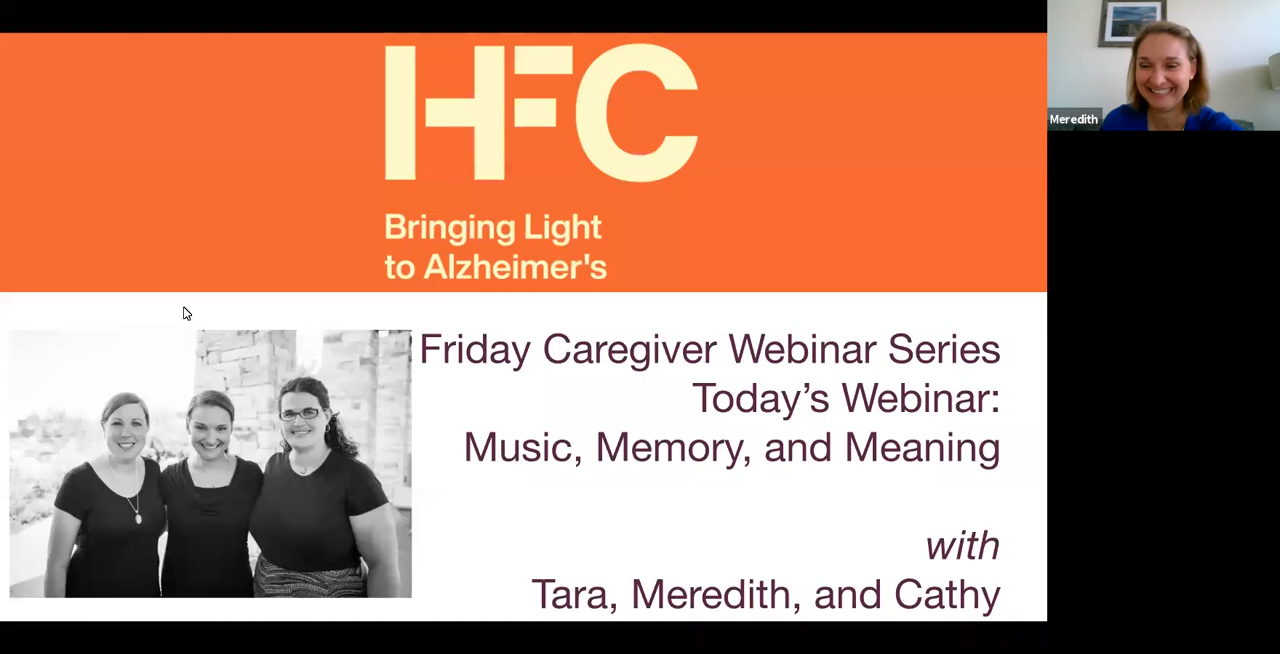 HFC
Bringing Light
to Alzheimer's
Meredith
Friday Caregiver Webinar Series
Today’s Webinar:
Music, Memory, and Meaning
with
Tara, Meredith, and Cathy